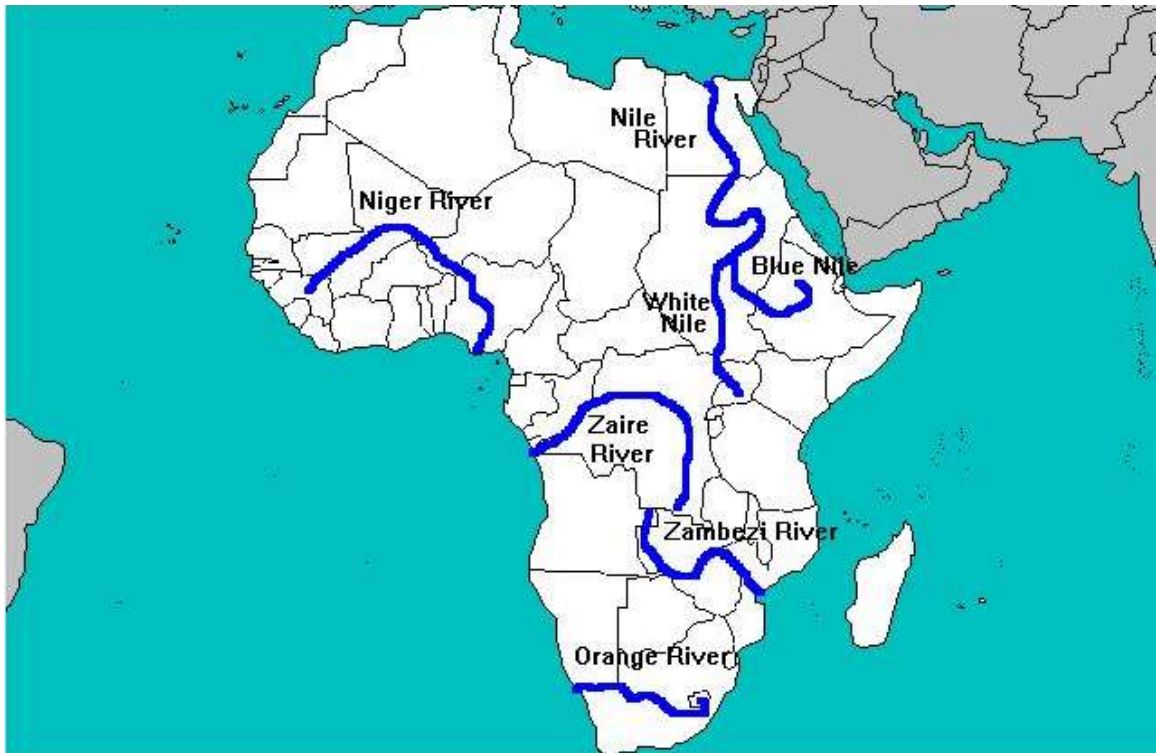 Nile
River
Niger River
Blue Nile
White
Nile
Zaire
River
Zambezi River
Orange River